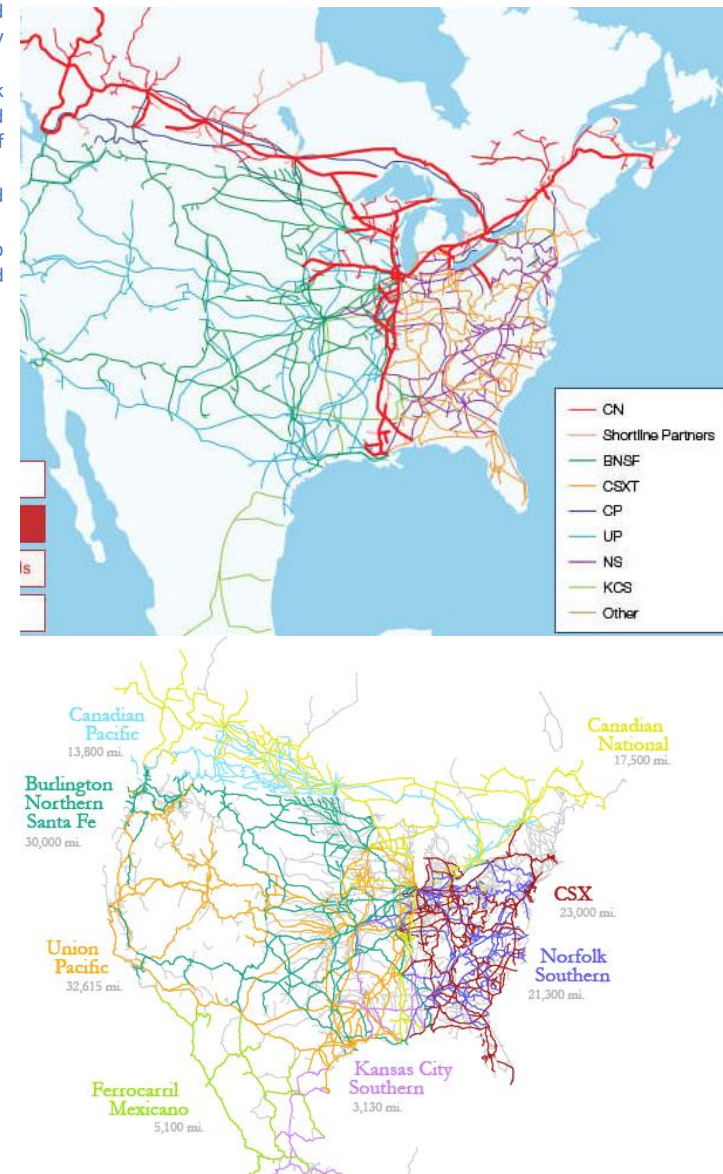 CN
Shortline Partners
BNSF
CSXT
CP
UP
NS
KCS
Other
Canadian
Pacific
13,800 mi.
Canadian
National
17,500 mi.
Burlington
Northern
Santa Fe
30,000 mi.
CSX
23,000 mi.
Union
Pacific
32,615 mi.
Norfolk
Southern
21,300 mi.
Kansas City
Southern
3,130 mi.
Ferrocarril
Mexicano
5,100 mi.